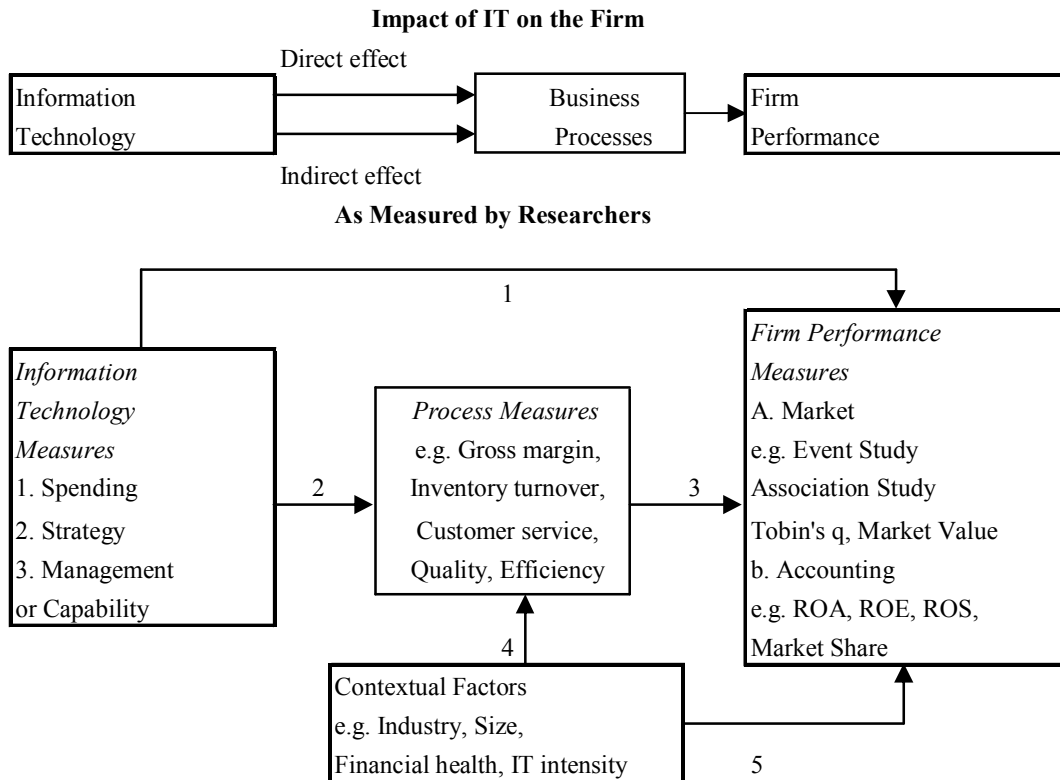 Impact of IT on the Firm
Direct effect
Information
Technology
Business
Processes
Firm
Performance
Indirect effect
As Measured by Researchers
1
Information
Technology
Measures
1. Spending
2. Strategy
3. Management
or Capability
2
Process Measures
e.g. Gross margin,
Inventory turnover,
Customer service,
Quality, Efficiency
3
Firm Performance
Measures
A. Market
e.g. Event Study
Association Study
Tobin's q, Market Value
b. Accounting
e.g. ROA, ROE, ROS,
Market Share
4
Contextual Factors
e.g. Industry, Size,
Financial health, IT intensity
5